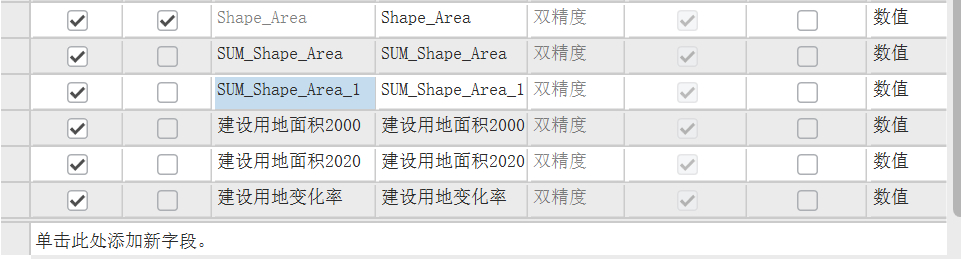 Shape_Area Shape_Area 双精度 数值
SUM_Shape_Area SUM_Shape_Area 双精度 数值
SUM_Shape_Area_1 SUM_Shape_Area_1 双精度 数值
建设用地面积2000 建设用地面积2000 双精度 数值
建设用地面积2020 建设用地面积2020 双精度 数值
建设用地变化率 建设用地变化率 双精度 数值
单击此处添加新字段。